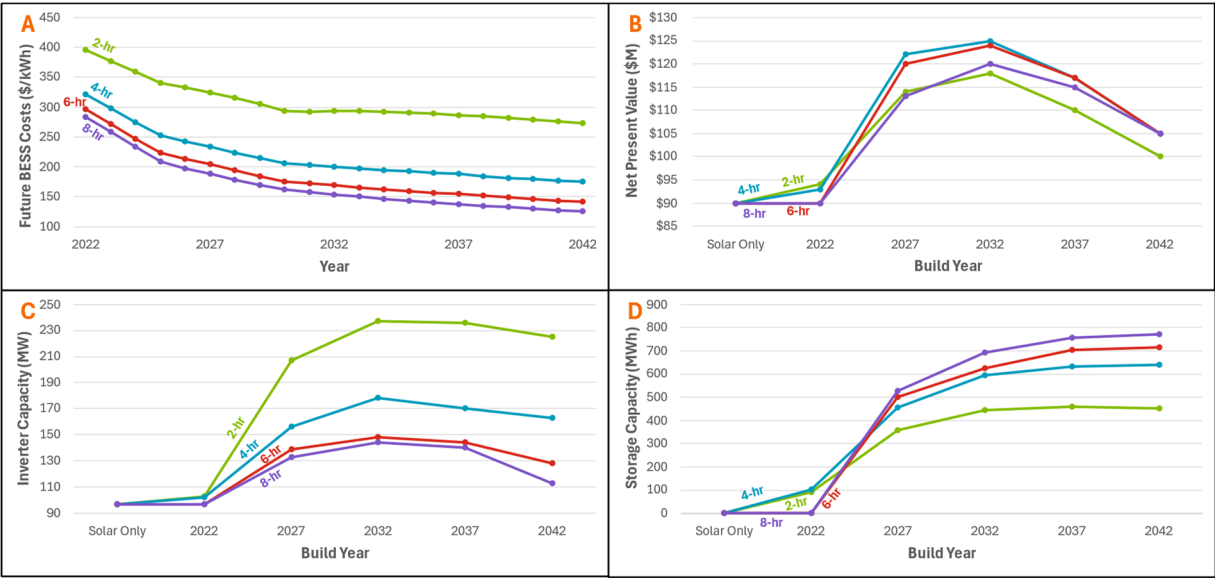 A
Future BESS Costs ($/kWh)
450
400
350
300
250
200
150
100
2-hr
4-hr
6-hr
8-hr
2022 2027 2032 2037 2042
Year
B
Net Present Value ($M)
$130
$125
$120
$115
$110
$105
$100
$95
$90
$85
4-hr
2-hr
8-hr
6-hr
Solar Only 2022 2027 2032 2037 2042
Build Year
C
Inverter Capacity (MW)
250
230
210
190
170
150
130
110
90
2-hr
4-hr
6-hr
8-hr
Solar Only 2022 2027 2032 2037 2042
Build Year
D
Storage Capacity (MWh)
900
800
700
600
500
400
300
200
100
0
4-hr
2-hr
6-hr
8-hr
Solar Only 2022 2027 2032 2037 2042
Build Year